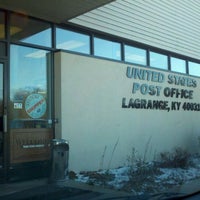 UNITED STATES
POST OFFICE
LAGRANGE, KY 40031